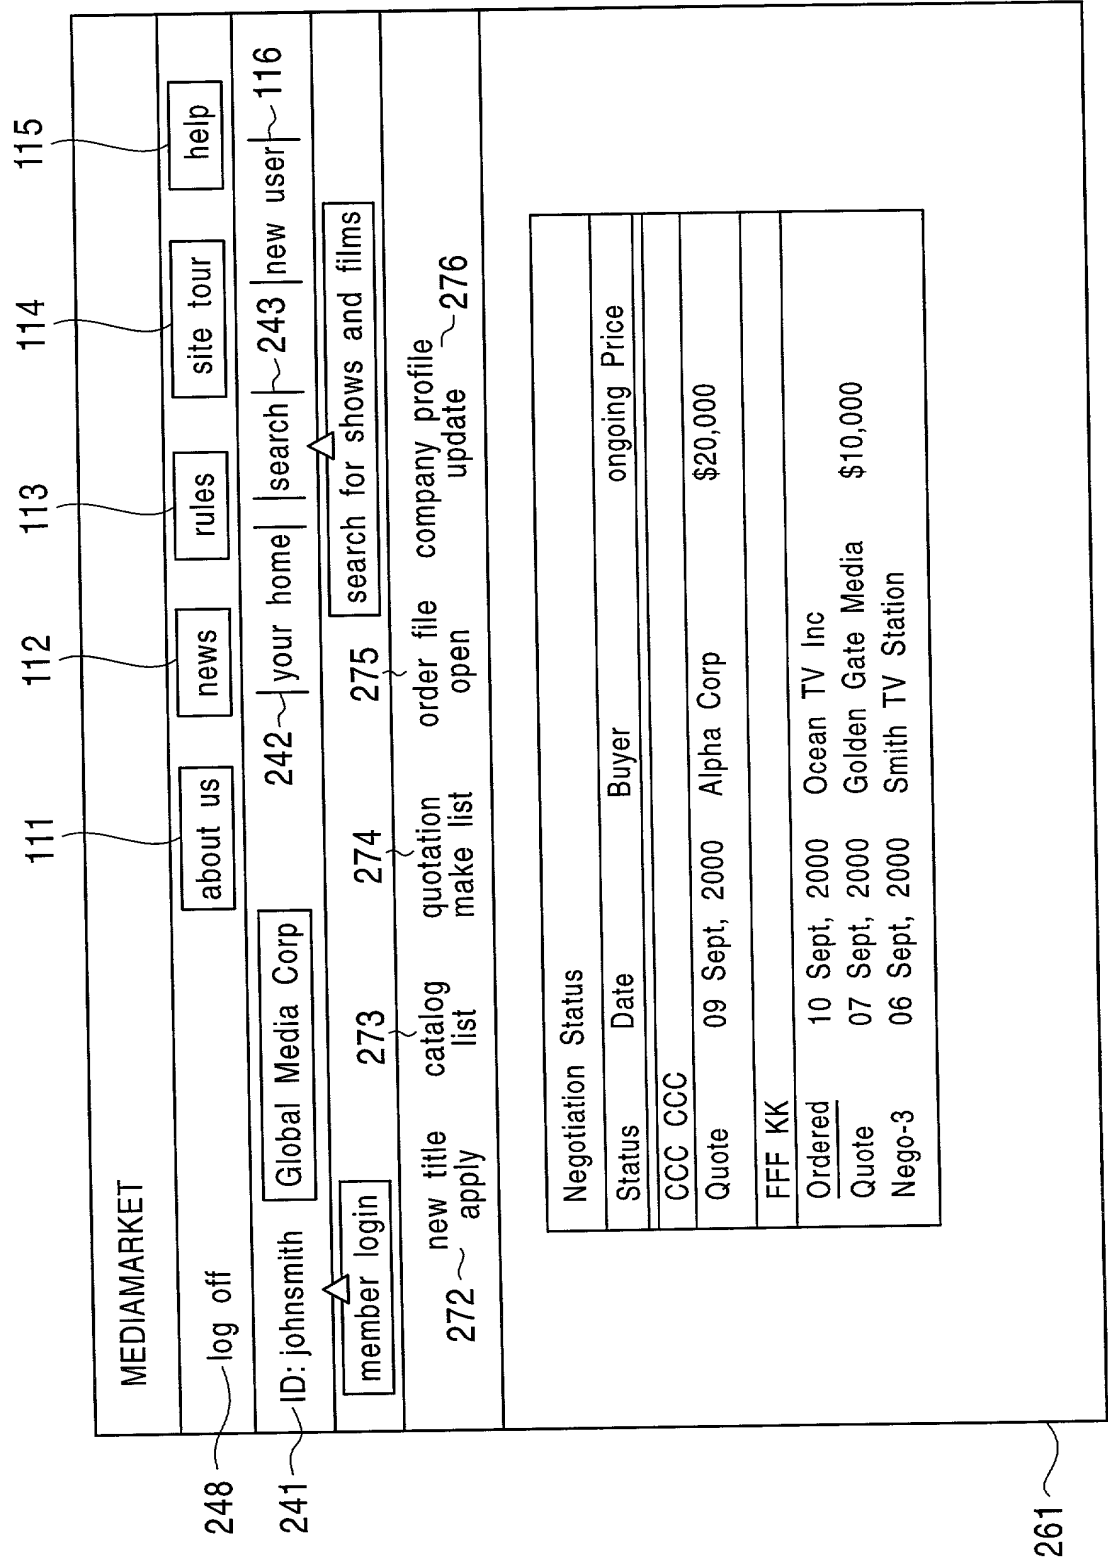 111 112 113 114 115
MEDIAMARKET
248 log off about us news rules site tour help
241 ID: johnsmith Global Media Corp 242 your home search 243 new user 116
member login search for shows and films
273 274 275
272 new title catalog quotation order file company profile 276
apply list make list open update
Negotiation Status
Status Date Buyer ongoing Price
CCC CCC
Quote 09 Sept, 2000 Alpha Corp $20,000
FFF KK
Ordered 10 Sept, 2000 Ocean TV Inc
Quote 07 Sept, 2000 Golden Gate Media $10,000
Nego-3 06 Sept, 2000 Smith TV Station
261